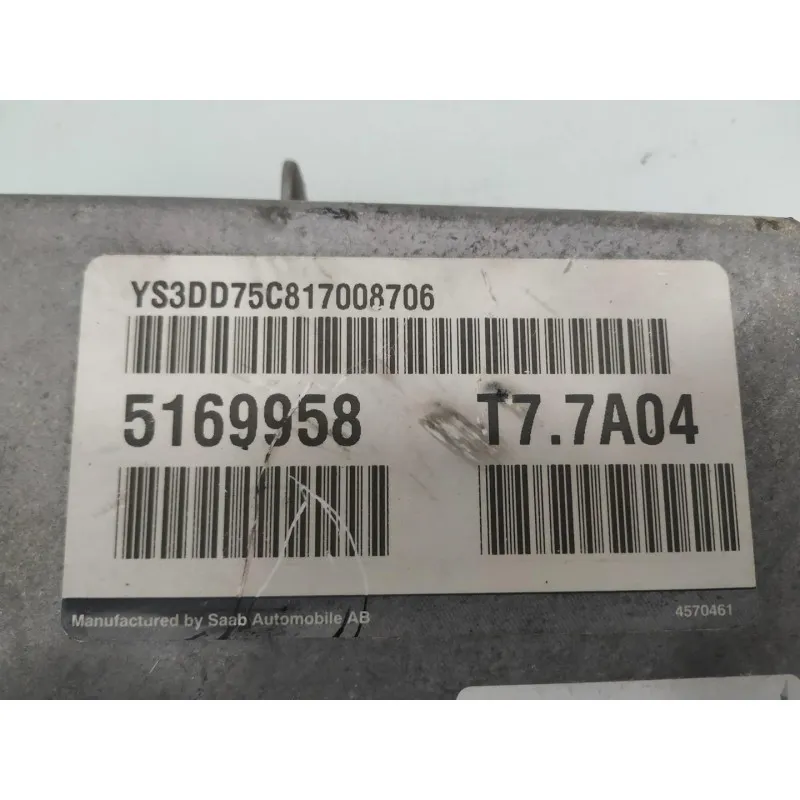 YS3DD75C817008706
5169958 T7.7A04
Manufactured by Saab Automobile AB 4570461